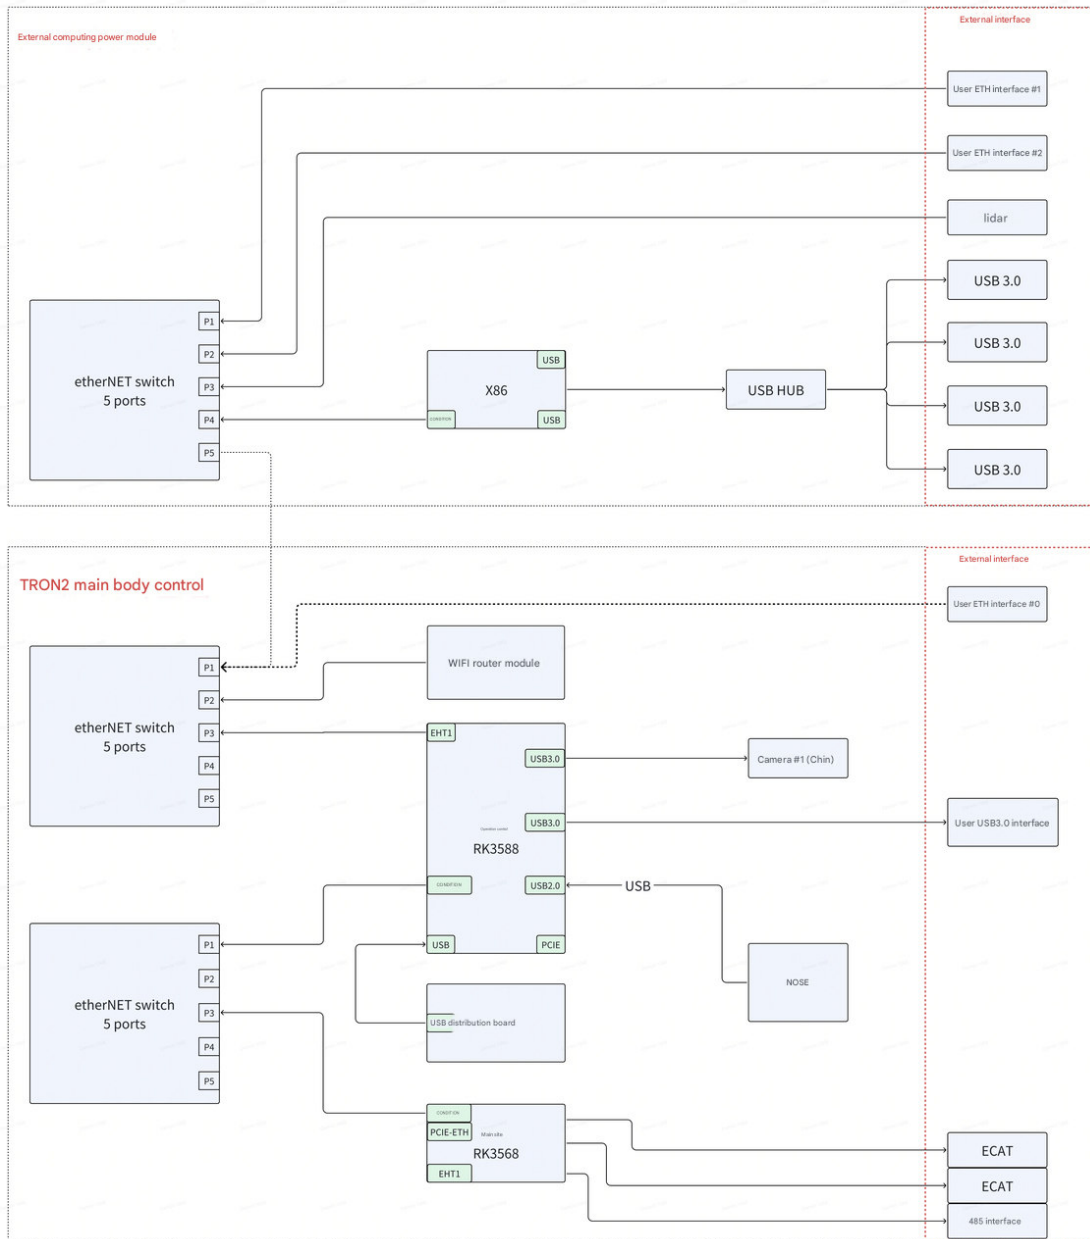 External interface
External computing power module
User ETH interface #1
User ETH interface #2
lidar
USB 3.0
P1
USB 3.0
P2
etherNET switch
5 ports
P3
USB
X86
USB HUB
USB 3.0
P4
CONDITION
USB
P5
USB 3.0
External interface
TRON2 main body control
User ETH interface #0
WIFI router module
P1
P2
etherNET switch
5 ports
P3
EHT1
P4
USB3.0
Camera #1 (Chin)
P5
USB3.0
User USB3.0 interface
RK3588
CONDITION
USB2.0
USB
P1
USB
PCIE
P2
NOSE
etherNET switch
5 ports
P3
USB distribution board
P4
P5
CONDITION
PCIE-ETH
Main site
RK3568
EHT1
ECAT
ECAT
485 interface